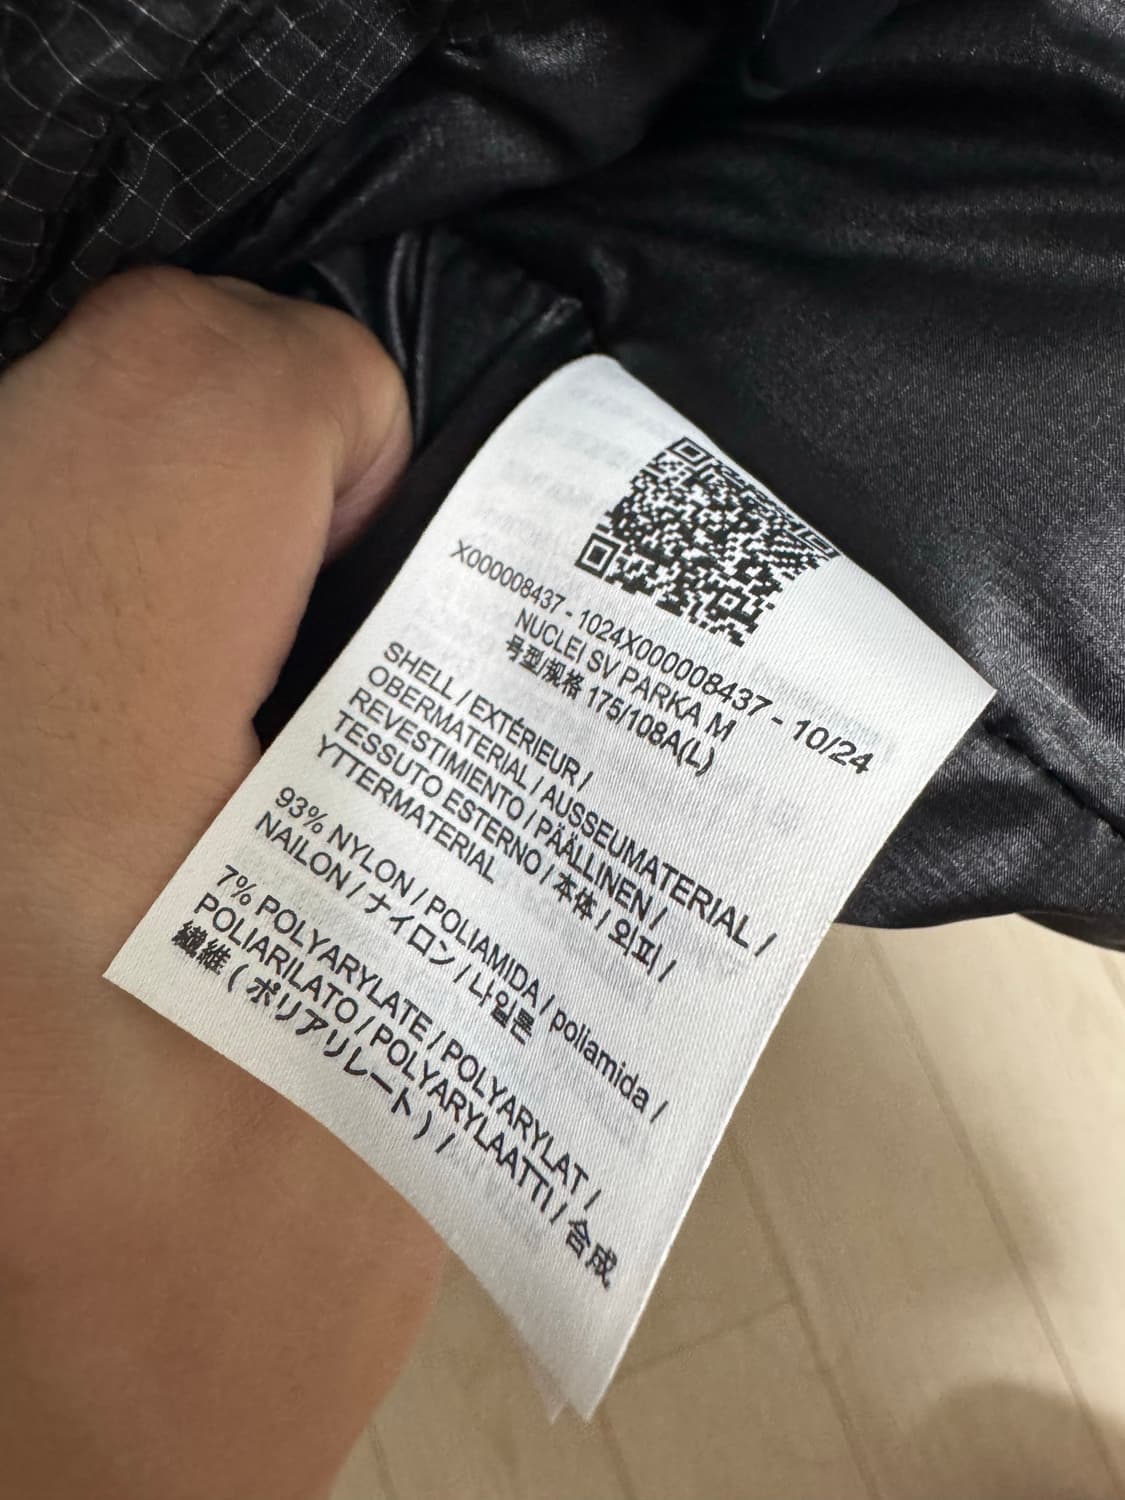 X000008437 - 1024X000008437 - 10/24
NUCLEI SV PARKA M
号型/规格 175/108A(L)
SHELL / EXTÉRIEUR /
OBERMATERIAL / AUSSEUMATERIAL /
REVESTIMIENTO / PÄÄLLINEN /
TESSUTO ESTERNO / 本体 / 외피 /
YTTERMATERIAL
93% NYLON / POLIAMIDA / poliamida /
NAILON / ナイロン / 나일론
7% POLYARYLATE / POLYARYLAT /
POLIARILATO / POLYARYLAATTI / 合成
繊維 ( ポリアリレート ) /